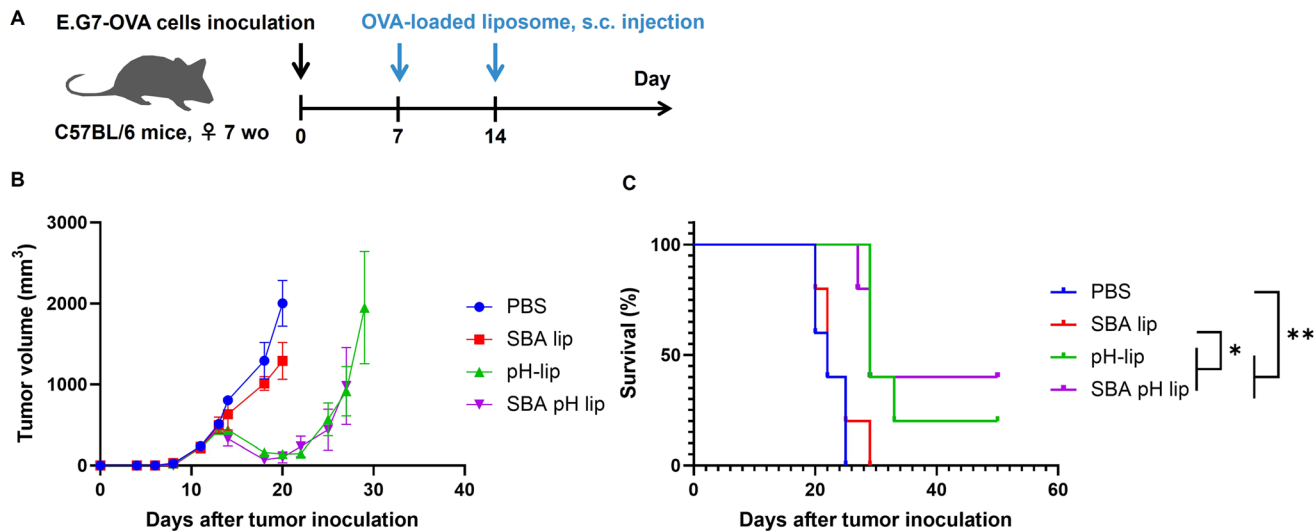 A
E.G7-OVA cells inoculation
OVA-loaded liposome, s.c. injection
Day
C57BL/6 mice, ♀ 7 wo
0
7
14
B
Tumor volume (mm³)
3000
2000
1000
0
0
10
20
30
40
Days after tumor inoculation
PBS
SBA lip
pH-lip
SBA pH lip
C
Survival (%)
100
50
0
0
20
40
60
Days after tumor inoculation
PBS
SBA lip
pH-lip
SBA pH lip
*
**